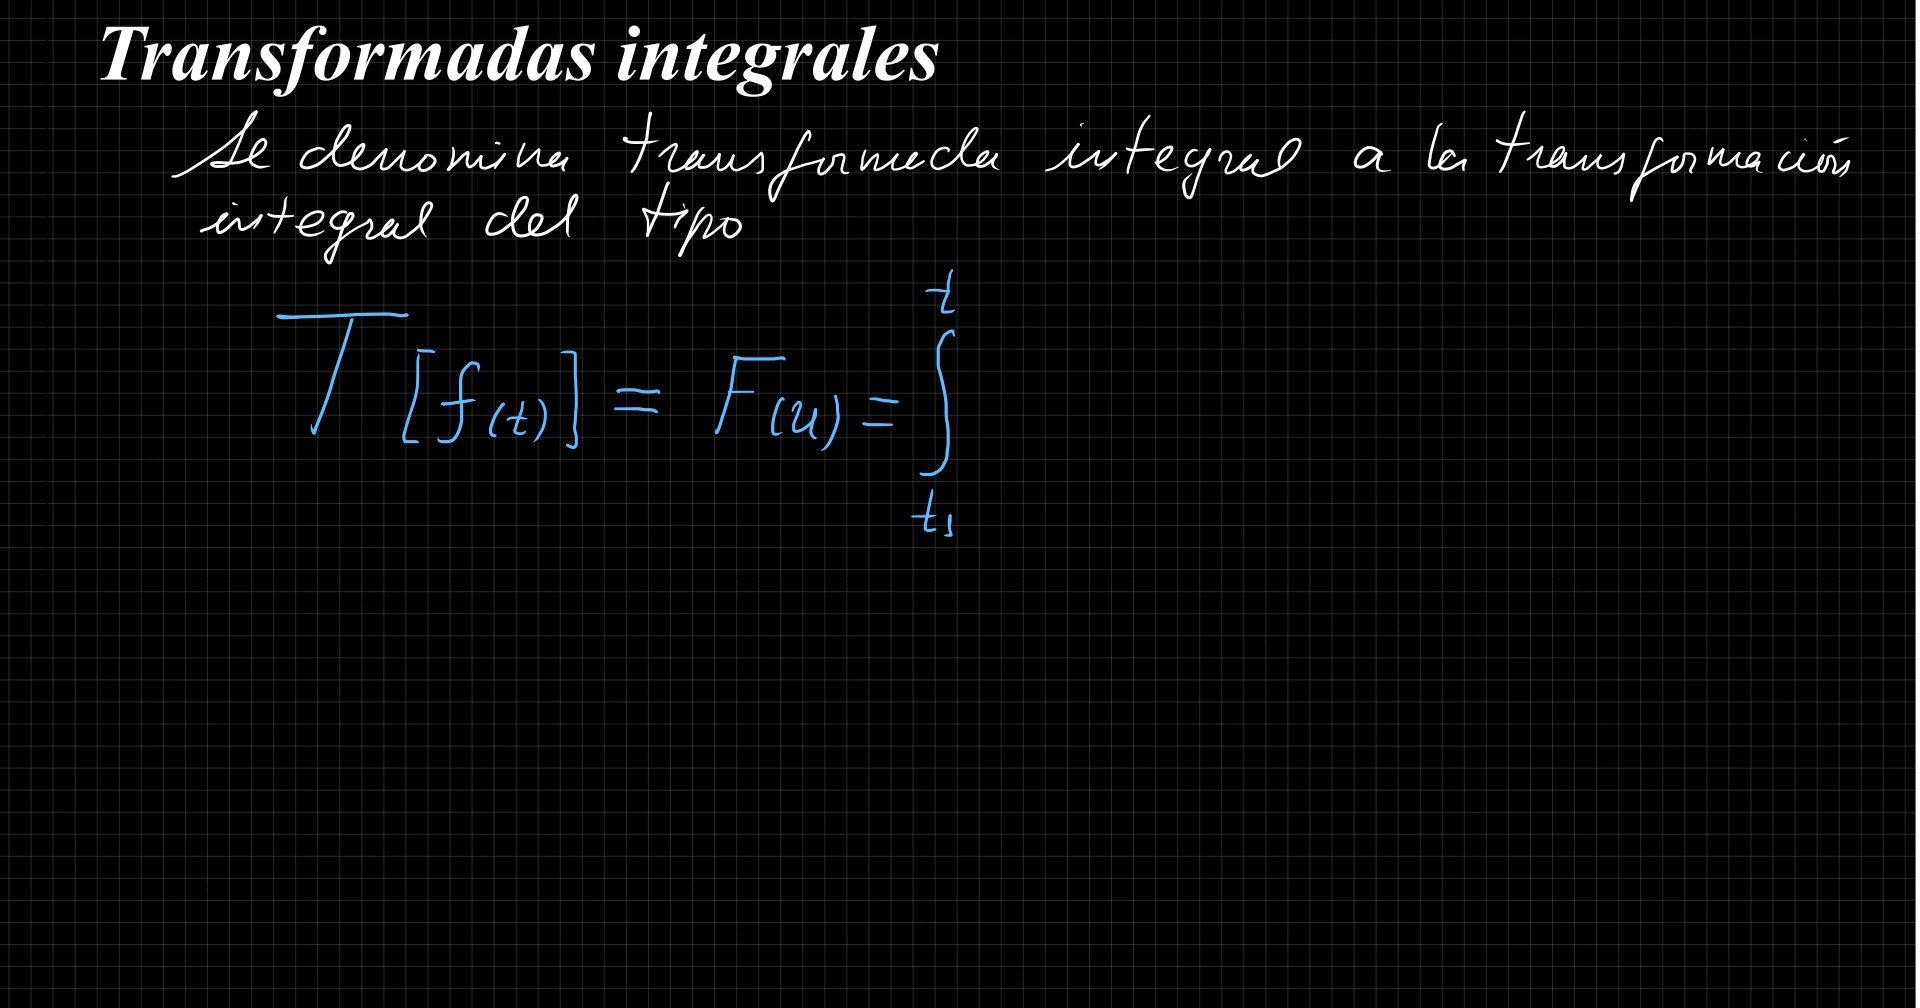 Transformadas integrales
Se denomina transformada integral a la transformación
integral del tipo
t
T[f(t)] = F(u) = ∫
t₁